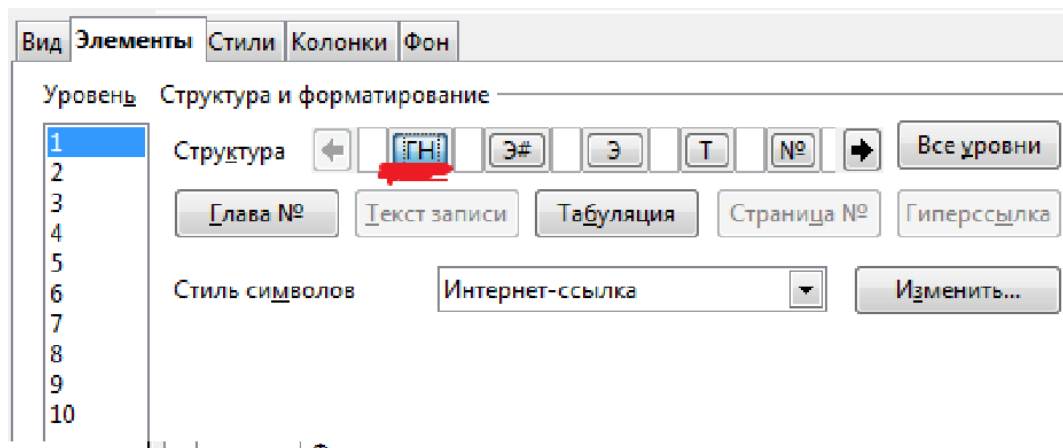 Вид Элементы Стили Колонки Фон
Уровень Структура и форматирование
1
Структура ГН Э# Э Т № Все уровни
2
3
Глава № Текст записи Табуляция Страница № Гиперссылка
4
5
6
Стиль символов Интернет-ссылка Изменить...
7
8
9
10